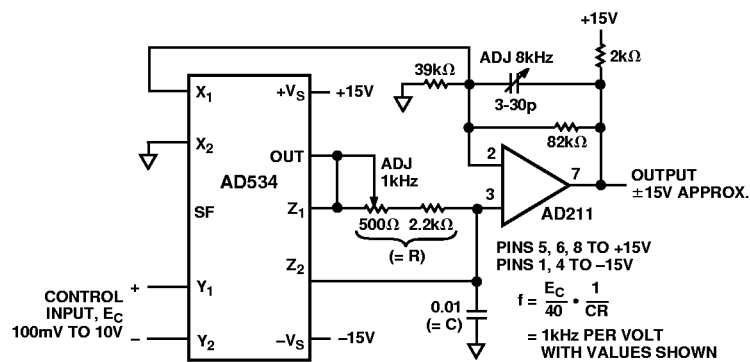 +15V
39kΩ
ADJ 8kHz
2kΩ
3-30p
82kΩ
X1
+VS
+15V
X2
OUT
ADJ
1kHz
2
7
OUTPUT
±15V APPROX.
AD534
3
AD211
SF
Z1
500Ω
2.2kΩ
(= R)
PINS 5, 6, 8 TO +15V
PINS 1, 4 TO –15V
Z2
CONTROL
INPUT, EC
100mV TO 10V
+
Y1
–
Y2
0.01
(= C)
–VS
–15V
f = EC/40 • 1/CR
= 1kHz PER VOLT
WITH VALUES SHOWN